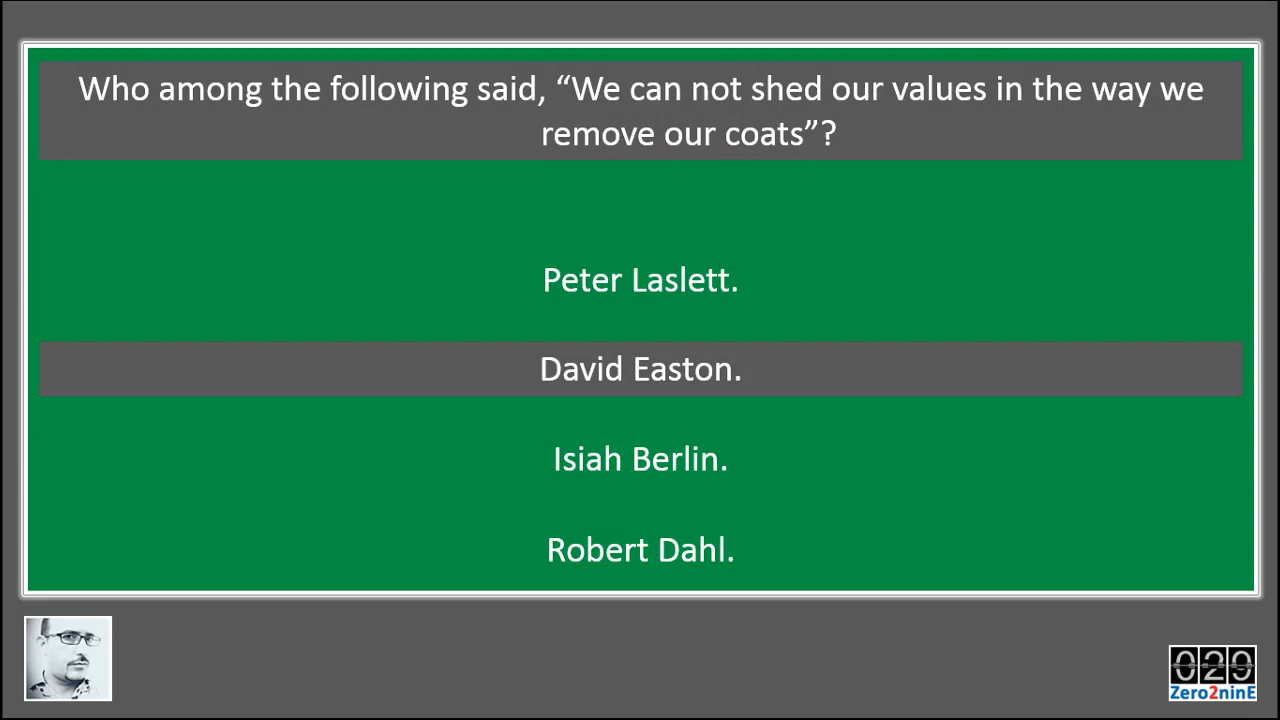 Who among the following said, “We can not shed our values in the way we
remove our coats”?
Peter Laslett.
David Easton.
Isiah Berlin.
Robert Dahl.
029
Zero2ninE